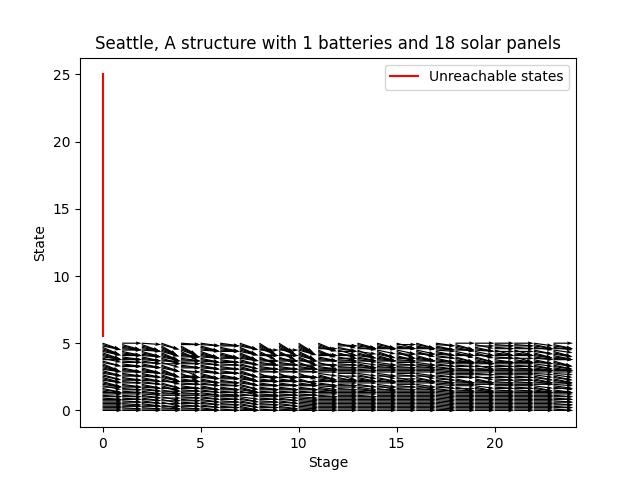 Seattle, A structure with 1 batteries and 18 solar panels
Unreachable states
25
20
15
10
5
0
State
0
5
10
15
20
Stage